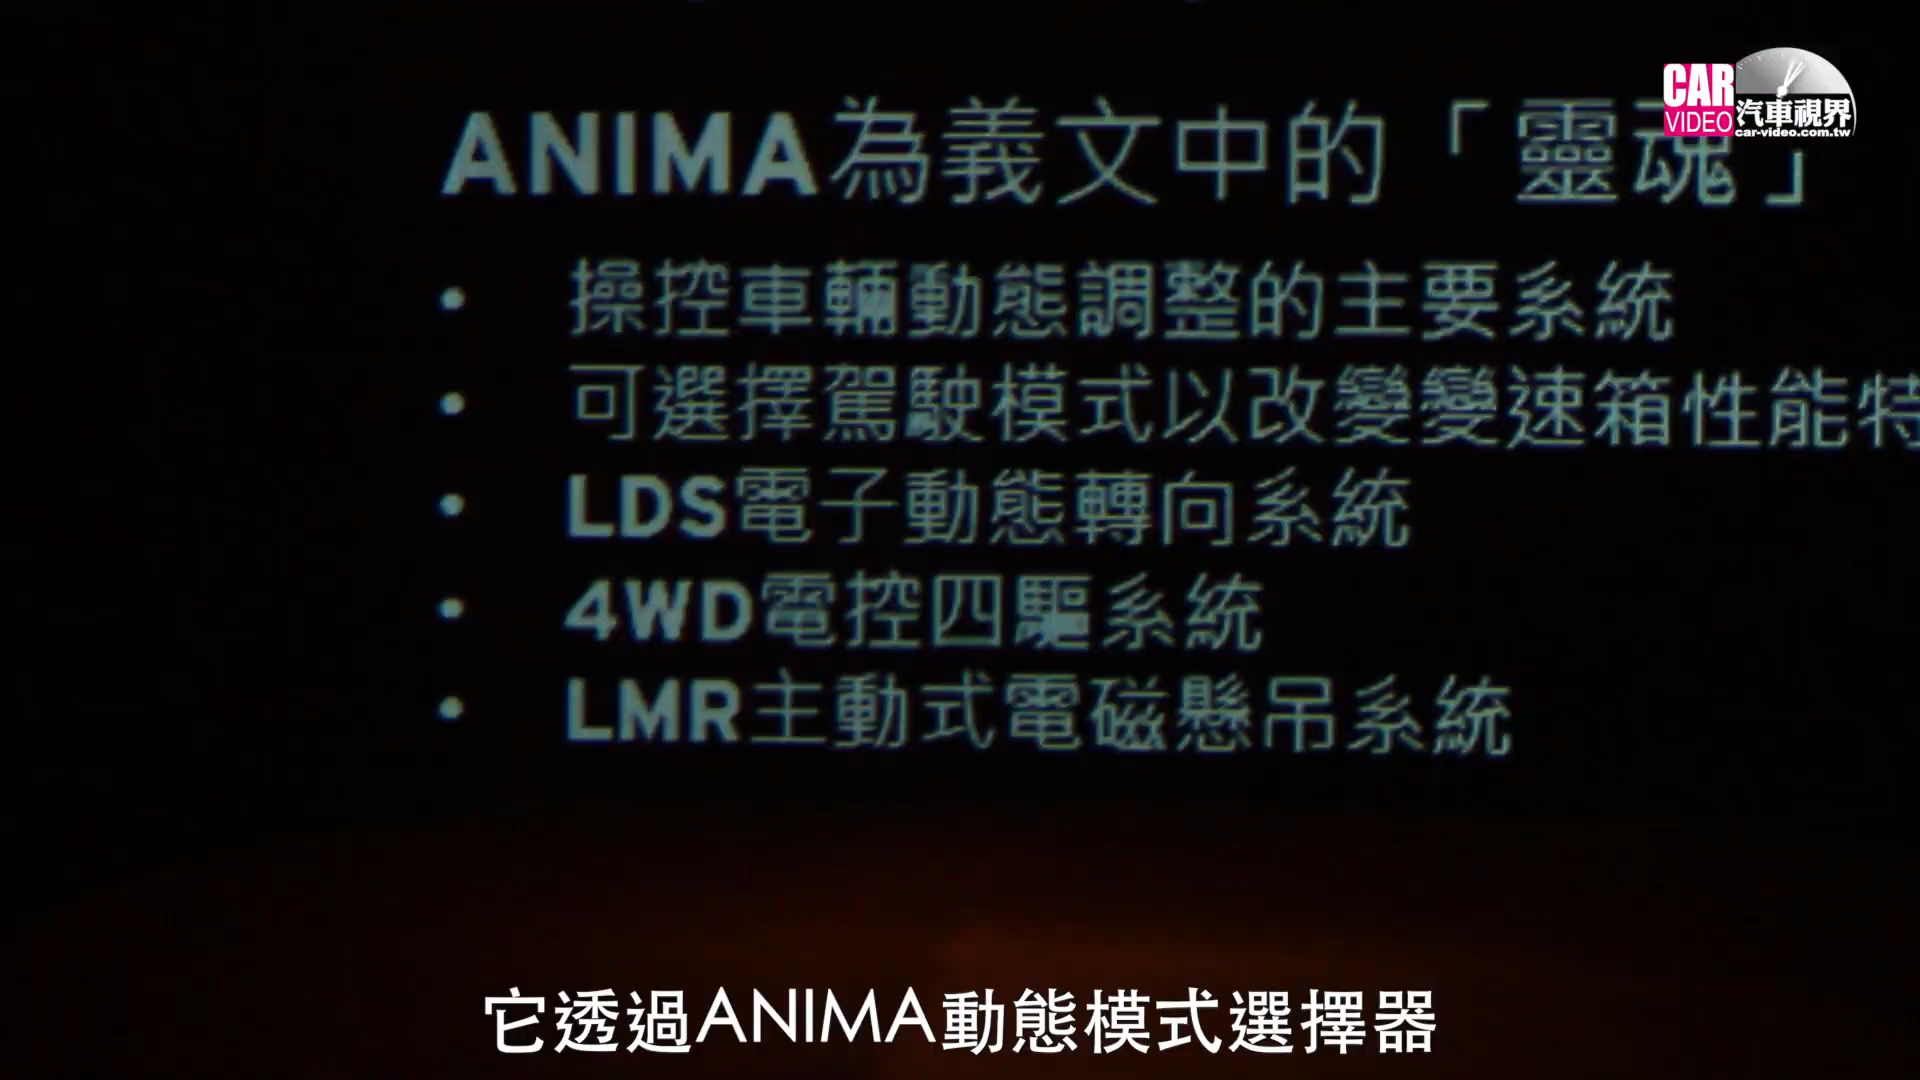 CAR
VIDEO
汽車視界
car-video.com.tw
ANIMA為義文中的「靈魂」
• 操控車輛動態調整的主要系統
• 可選擇駕駛模式以改變變速箱性能特
• LDS電子動態轉向系統
• 4WD電控四驅系統
• LMR主動式電磁懸吊系統
它透過ANIMA動態模式選擇器